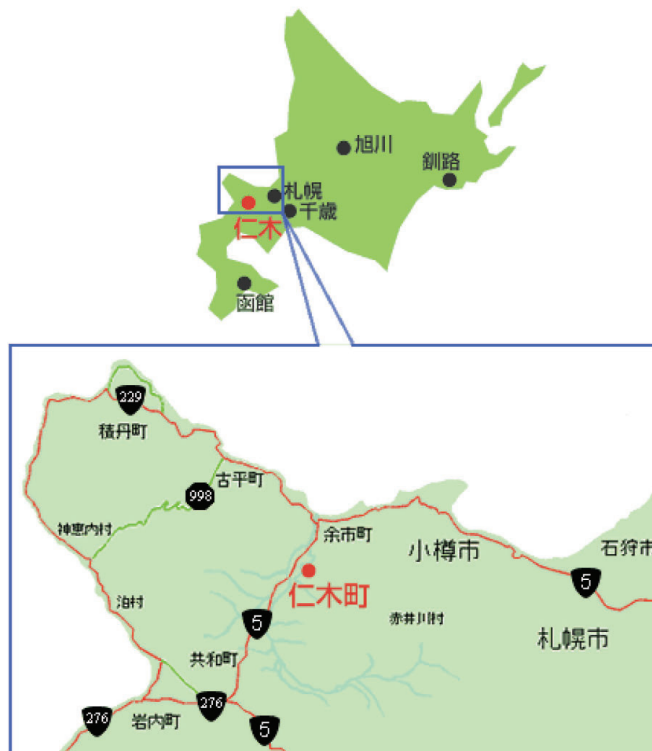 旭川
釧路
札幌
千歳
仁木
函館
229
積丹町
古平町
998
神恵内村
余市町
小樽市
石狩市
5
仁木町
泊村
赤井川村
5
札幌市
共和町
276
276
岩内町
5